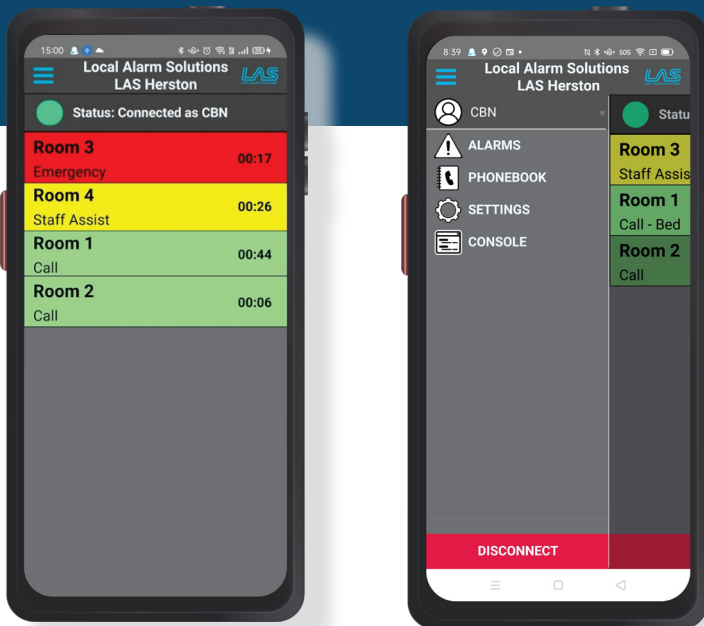 15:00
Local Alarm Solutions
LAS Herston
LAS
Status: Connected as CBN
Room 3
Emergency
00:17
Room 4
Staff Assist
00:26
Room 1
Call
00:44
Room 2
Call
00:06
8:39
SOS
Local Alarm Solutions
LAS Herston
LAS
CBN
Statu
ALARMS
PHONEBOOK
SETTINGS
CONSOLE
Room 3
Staff Assis
Room 1
Call - Bed
Room 2
Call
DISCONNECT